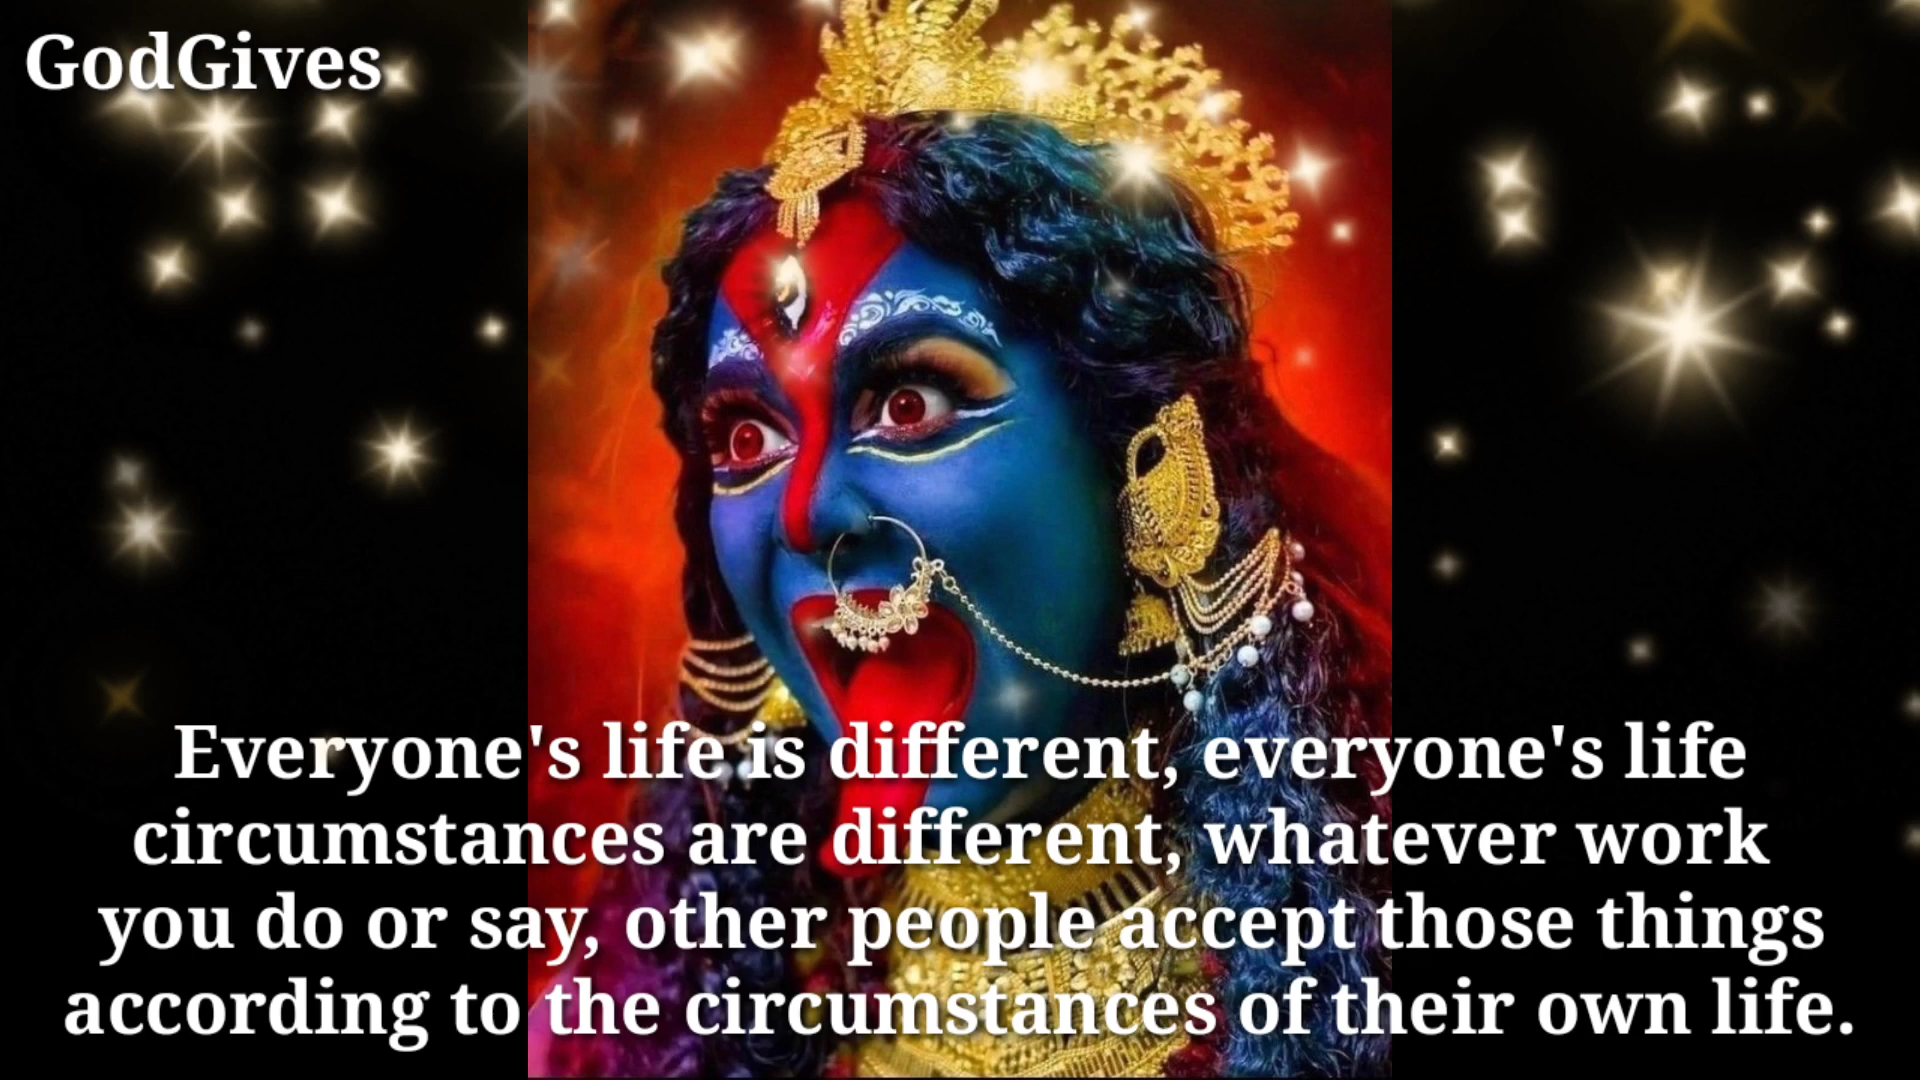 GodGives
Everyone's life is different, everyone's life
circumstances are different, whatever work
you do or say, other people accept those things
according to the circumstances of their own life.